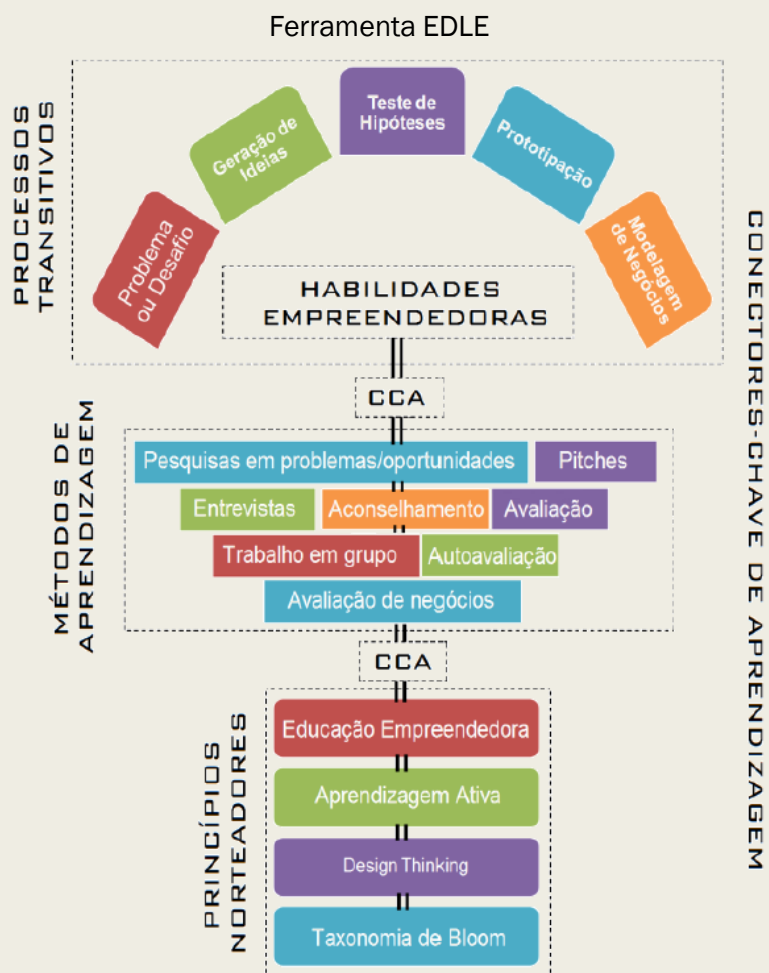 Ferramenta EDLE
PROCESSOS
TRANSITIVOS
Problema
ou Desafio
Geração de
Ideias
Teste de
Hipóteses
Prototipação
Modelagem
de Negócios
HABILIDADES
EMPREENDEDORAS
CCA
MÉTODOS DE
APRENDIZAGEM
Pesquisas em problemas/oportunidades
Pitches
Entrevistas
Aconselhamento
Avaliação
Trabalho em grupo
Autoavaliação
Avaliação de negócios
CCA
PRINCÍPIOS
NORTEADORES
Educação Empreendedora
Aprendizagem Ativa
Design Thinking
Taxonomia de Bloom
CONECTORES-CHAVE DE APRENDIZAGEM